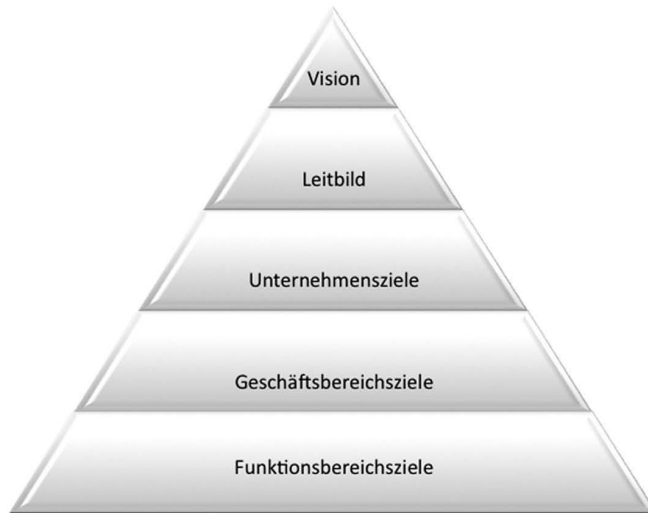 Vision
Leitbild
Unternehmensziele
Geschäftsbereichsziele
Funktionsbereichsziele